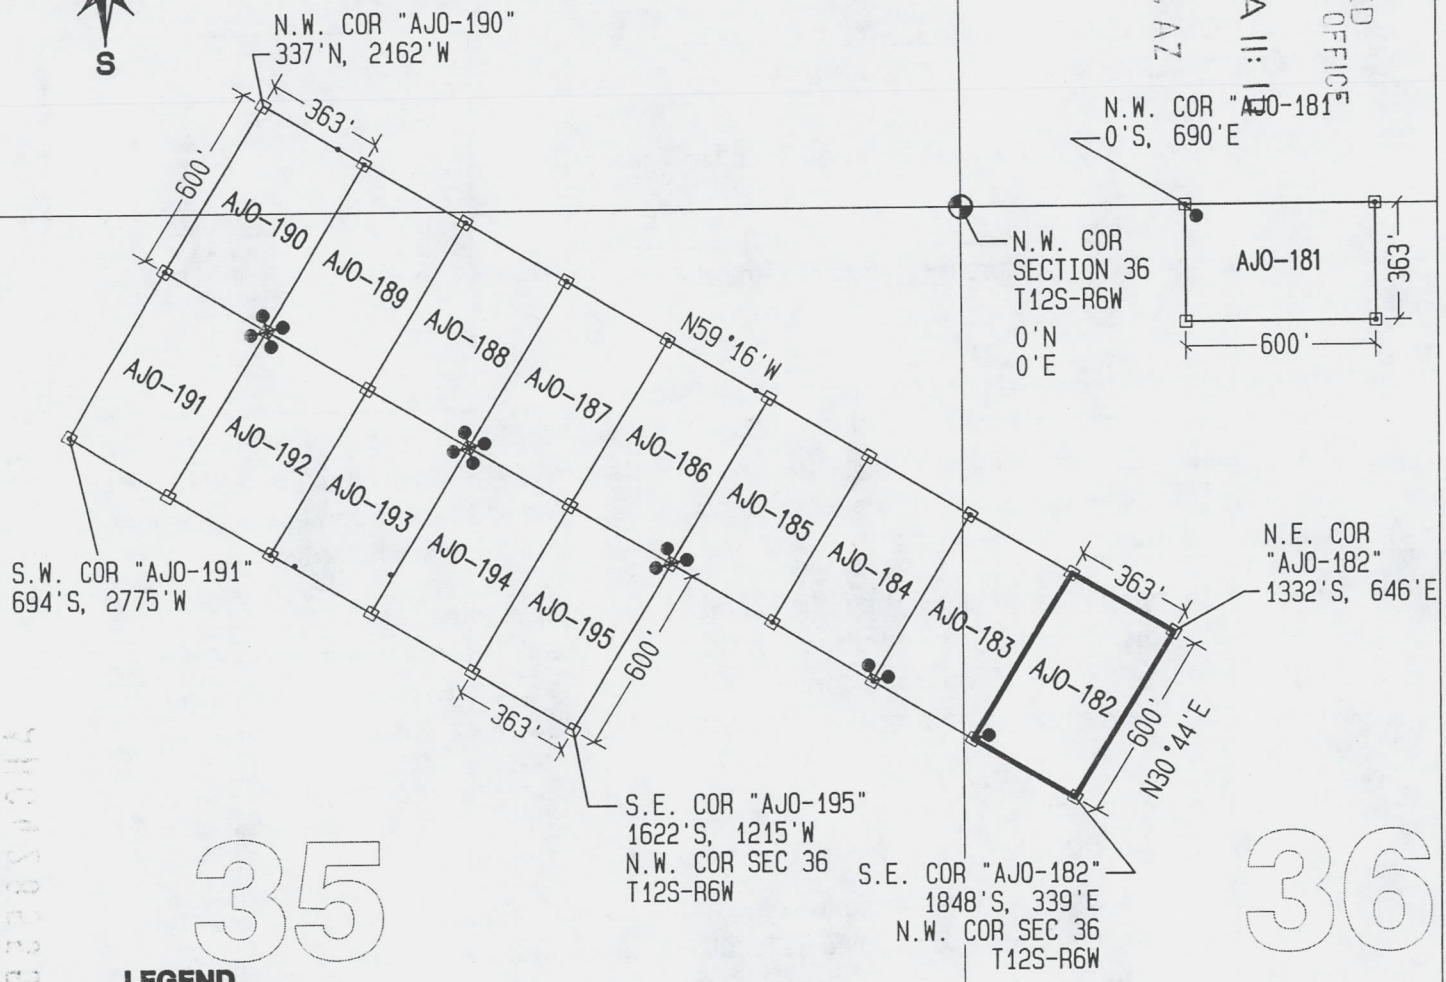 S
N.W. COR "AJO-190"
337'N, 2162'W
363'
600'
AJO-190
AJO-189
AJO-188
AJO-187
AJO-186
AJO-185
AJO-184
AJO-183
AJO-182
N59°16'W
AJO-191
AJO-192
AJO-193
AJO-194
AJO-195
S.W. COR "AJO-191"
694'S, 2775'W
363'
600'
S.E. COR "AJO-195"
1622'S, 1215'W
N.W. COR SEC 36
T12S-R6W
N.W. COR
SECTION 36
T12S-R6W
0'N
0'E
AZ
OFFICE
N.W. COR "AJO-181"
0'S, 690'E
AJO-181
363'
600'
N.E. COR
"AJO-182"
1332'S, 646'E
363'
600'
N30°44'E
S.E. COR "AJO-182"
1848'S, 339'E
N.W. COR SEC 36
T12S-R6W
35
36
LEGEND